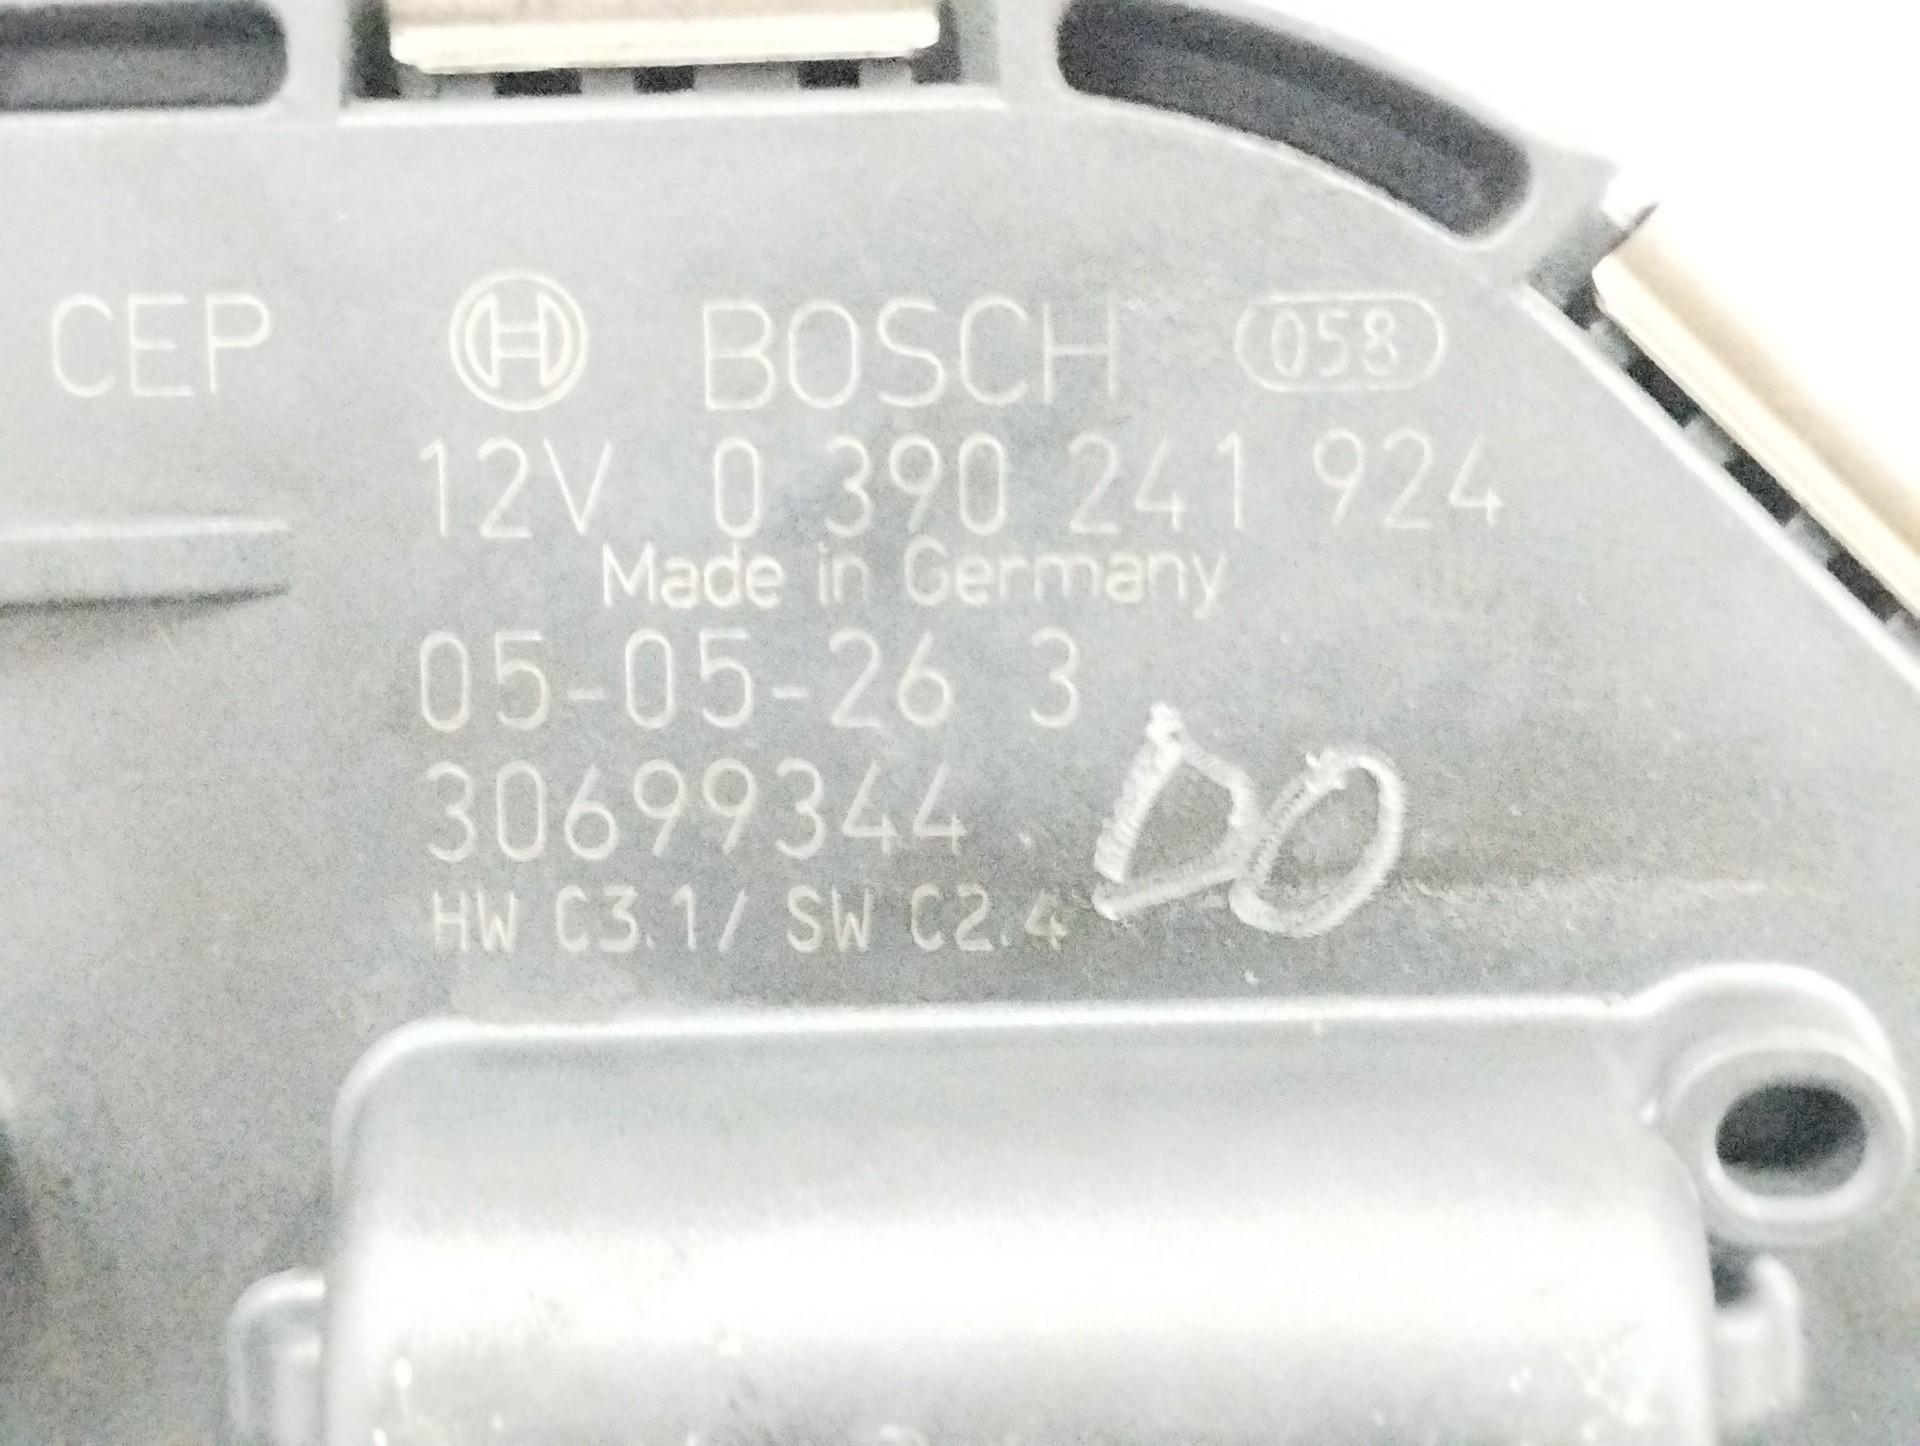 CEP BOSCH 058
12V 0 390 241 924
Made in Germany
05-05-26 3
30699344
HW C3.1/ SW C2.4
DO